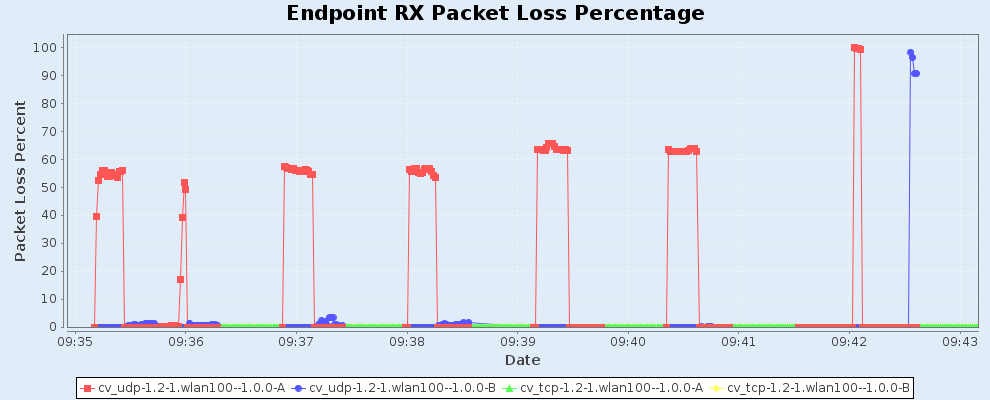 Endpoint RX Packet Loss Percentage
Packet Loss Percent
100
90
80
70
60
50
40
30
20
10
0
09:35 09:36 09:37 09:38 09:39 09:40 09:41 09:42 09:43
Date
cv_udp-1.2-1.wlan100--1.0.0-A cv_udp-1.2-1.wlan100--1.0.0-B cv_tcp-1.2-1.wlan100--1.0.0-A cv_tcp-1.2-1.wlan100--1.0.0-B